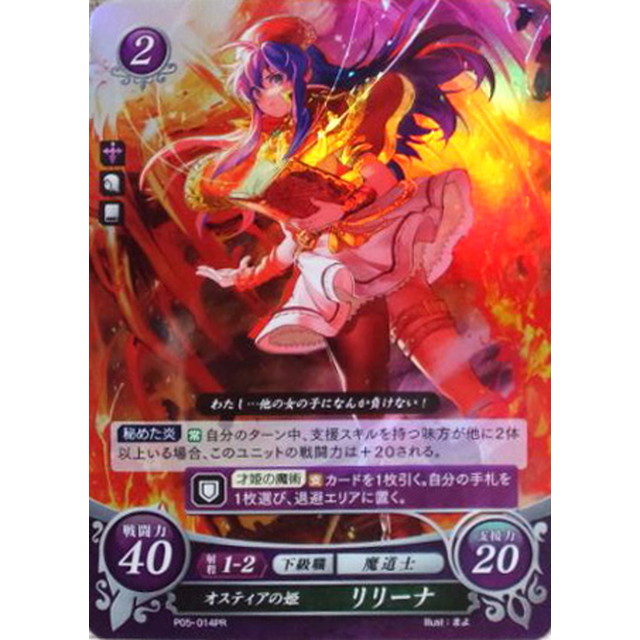 2
わたし…他の女の子になんか負けない！
秘めた炎 常 自分のターン中、支援スキルを持つ味方が他に2体
以上いる場合、このユニットの戦闘力は＋20される。
才姫の魔術 支 カードを1枚引く。自分の手札を
1枚選び、退避エリアに置く。
戦闘力 40 射程 1-2 下級職 魔道士 支援力 20
オスティアの姫 リリーナ
P05-014PR Illust：まよ